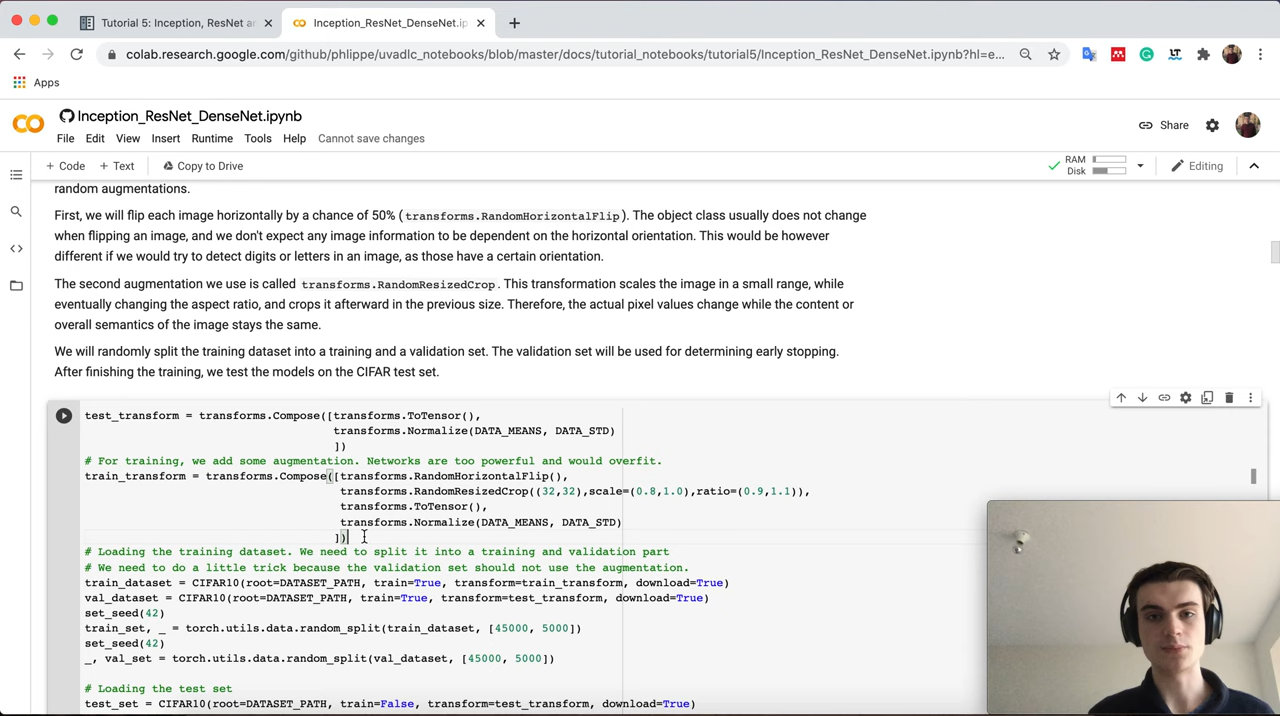 Tutorial 5: Inception, ResNet ar
Inception_ResNet_DenseNet.ip
colab.research.google.com/github/phlippe/uvadlc_notebooks/blob/master/docs/tutorial_notebooks/tutorial5/Inception_ResNet_DenseNet.ipynb?hl=e...
Apps
Inception_ResNet_DenseNet.ipynb
File Edit View Insert Runtime Tools Help Cannot save changes
Share
+ Code + Text Copy to Drive
RAM
Disk
Editing
random augmentations.
First, we will flip each image horizontally by a chance of 50% (transforms.RandomHorizontalFlip). The object class usually does not change
when flipping an image, and we don't expect any image information to be dependent on the horizontal orientation. This would be however
different if we would try to detect digits or letters in an image, as those have a certain orientation.
The second augmentation we use is called transforms.RandomResizedCrop. This transformation scales the image in a small range, while
eventually changing the aspect ratio, and crops it afterward in the previous size. Therefore, the actual pixel values change while the content or
overall semantics of the image stays the same.
We will randomly split the training dataset into a training and a validation set. The validation set will be used for determining early stopping.
After finishing the training, we test the models on the CIFAR test set.
test_transform = transforms.Compose([transforms.ToTensor(),
transforms.Normalize(DATA_MEANS, DATA_STD)
])
# For training, we add some augmentation. Networks are too powerful and would overfit.
train_transform = transforms.Compose([transforms.RandomHorizontalFlip(),
transforms.RandomResizedCrop((32,32),scale=(0.8,1.0),ratio=(0.9,1.1)),
transforms.ToTensor(),
transforms.Normalize(DATA_MEANS, DATA_STD)
])
# Loading the training dataset. We need to split it into a training and validation part
# We need to do a little trick because the validation set should not use the augmentation.
train_dataset = CIFAR10(root=DATASET_PATH, train=True, transform=train_transform, download=True)
val_dataset = CIFAR10(root=DATASET_PATH, train=True, transform=test_transform, download=True)
set_seed(42)
train_set, _ = torch.utils.data.random_split(train_dataset, [45000, 5000])
set_seed(42)
_, val_set = torch.utils.data.random_split(val_dataset, [45000, 5000])
# Loading the test set
test_set = CIFAR10(root=DATASET_PATH, train=False, transform=test_transform, download=True)